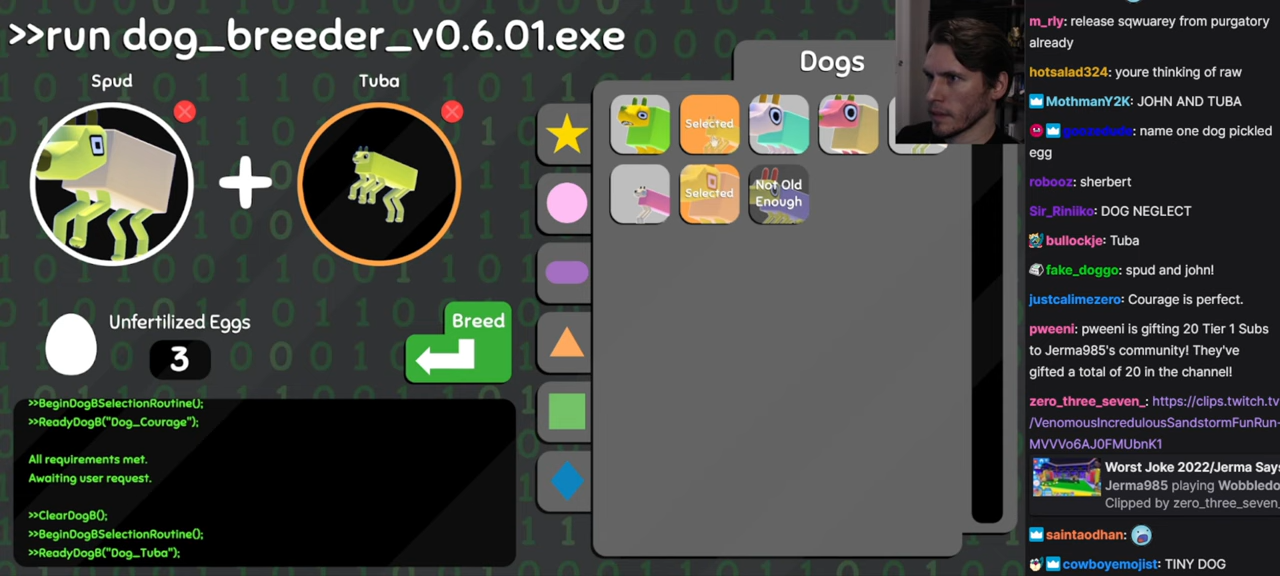 >>run dog_breeder_v0.6.01.exe
Spud
Tuba
Unfertilized Eggs
3
Breed
>>BeginDogBSelectionRoutine();
>>ReadyDogB("Dog_Courage");
All requirements met.
Awaiting user request.
>>ClearDogB();
>>BeginDogBSelectionRoutine();
>>ReadyDogB("Dog_Tuba");
Dogs
Selected
Selected
Not Old
Enough
m_rly: release sqwuarey from purgatory
already
hotsalad324: youre thinking of raw
MothmanY2K: JOHN AND TUBA
name one dog pickled
egg
robooz: sherbert
Sir_Riniiko: DOG NEGLECT
bullockje: Tuba
fake_doggo: spud and john!
justcalimezero: Courage is perfect.
pweeni: pweeni is gifting 20 Tier 1 Subs
to Jerma985's community! They've
gifted a total of 20 in the channel!
zero_three_seven_: https://clips.twitch.tv
/VenomousIncredulousSandstormFunRun-
MVVVo6AJ0FMUbnK1
Worst Joke 2022/Jerma Say
Jerma985 playing Wobbledo
Clipped by zero_three_seven_
saintaodhan:
cowboyemojist: TINY DOG